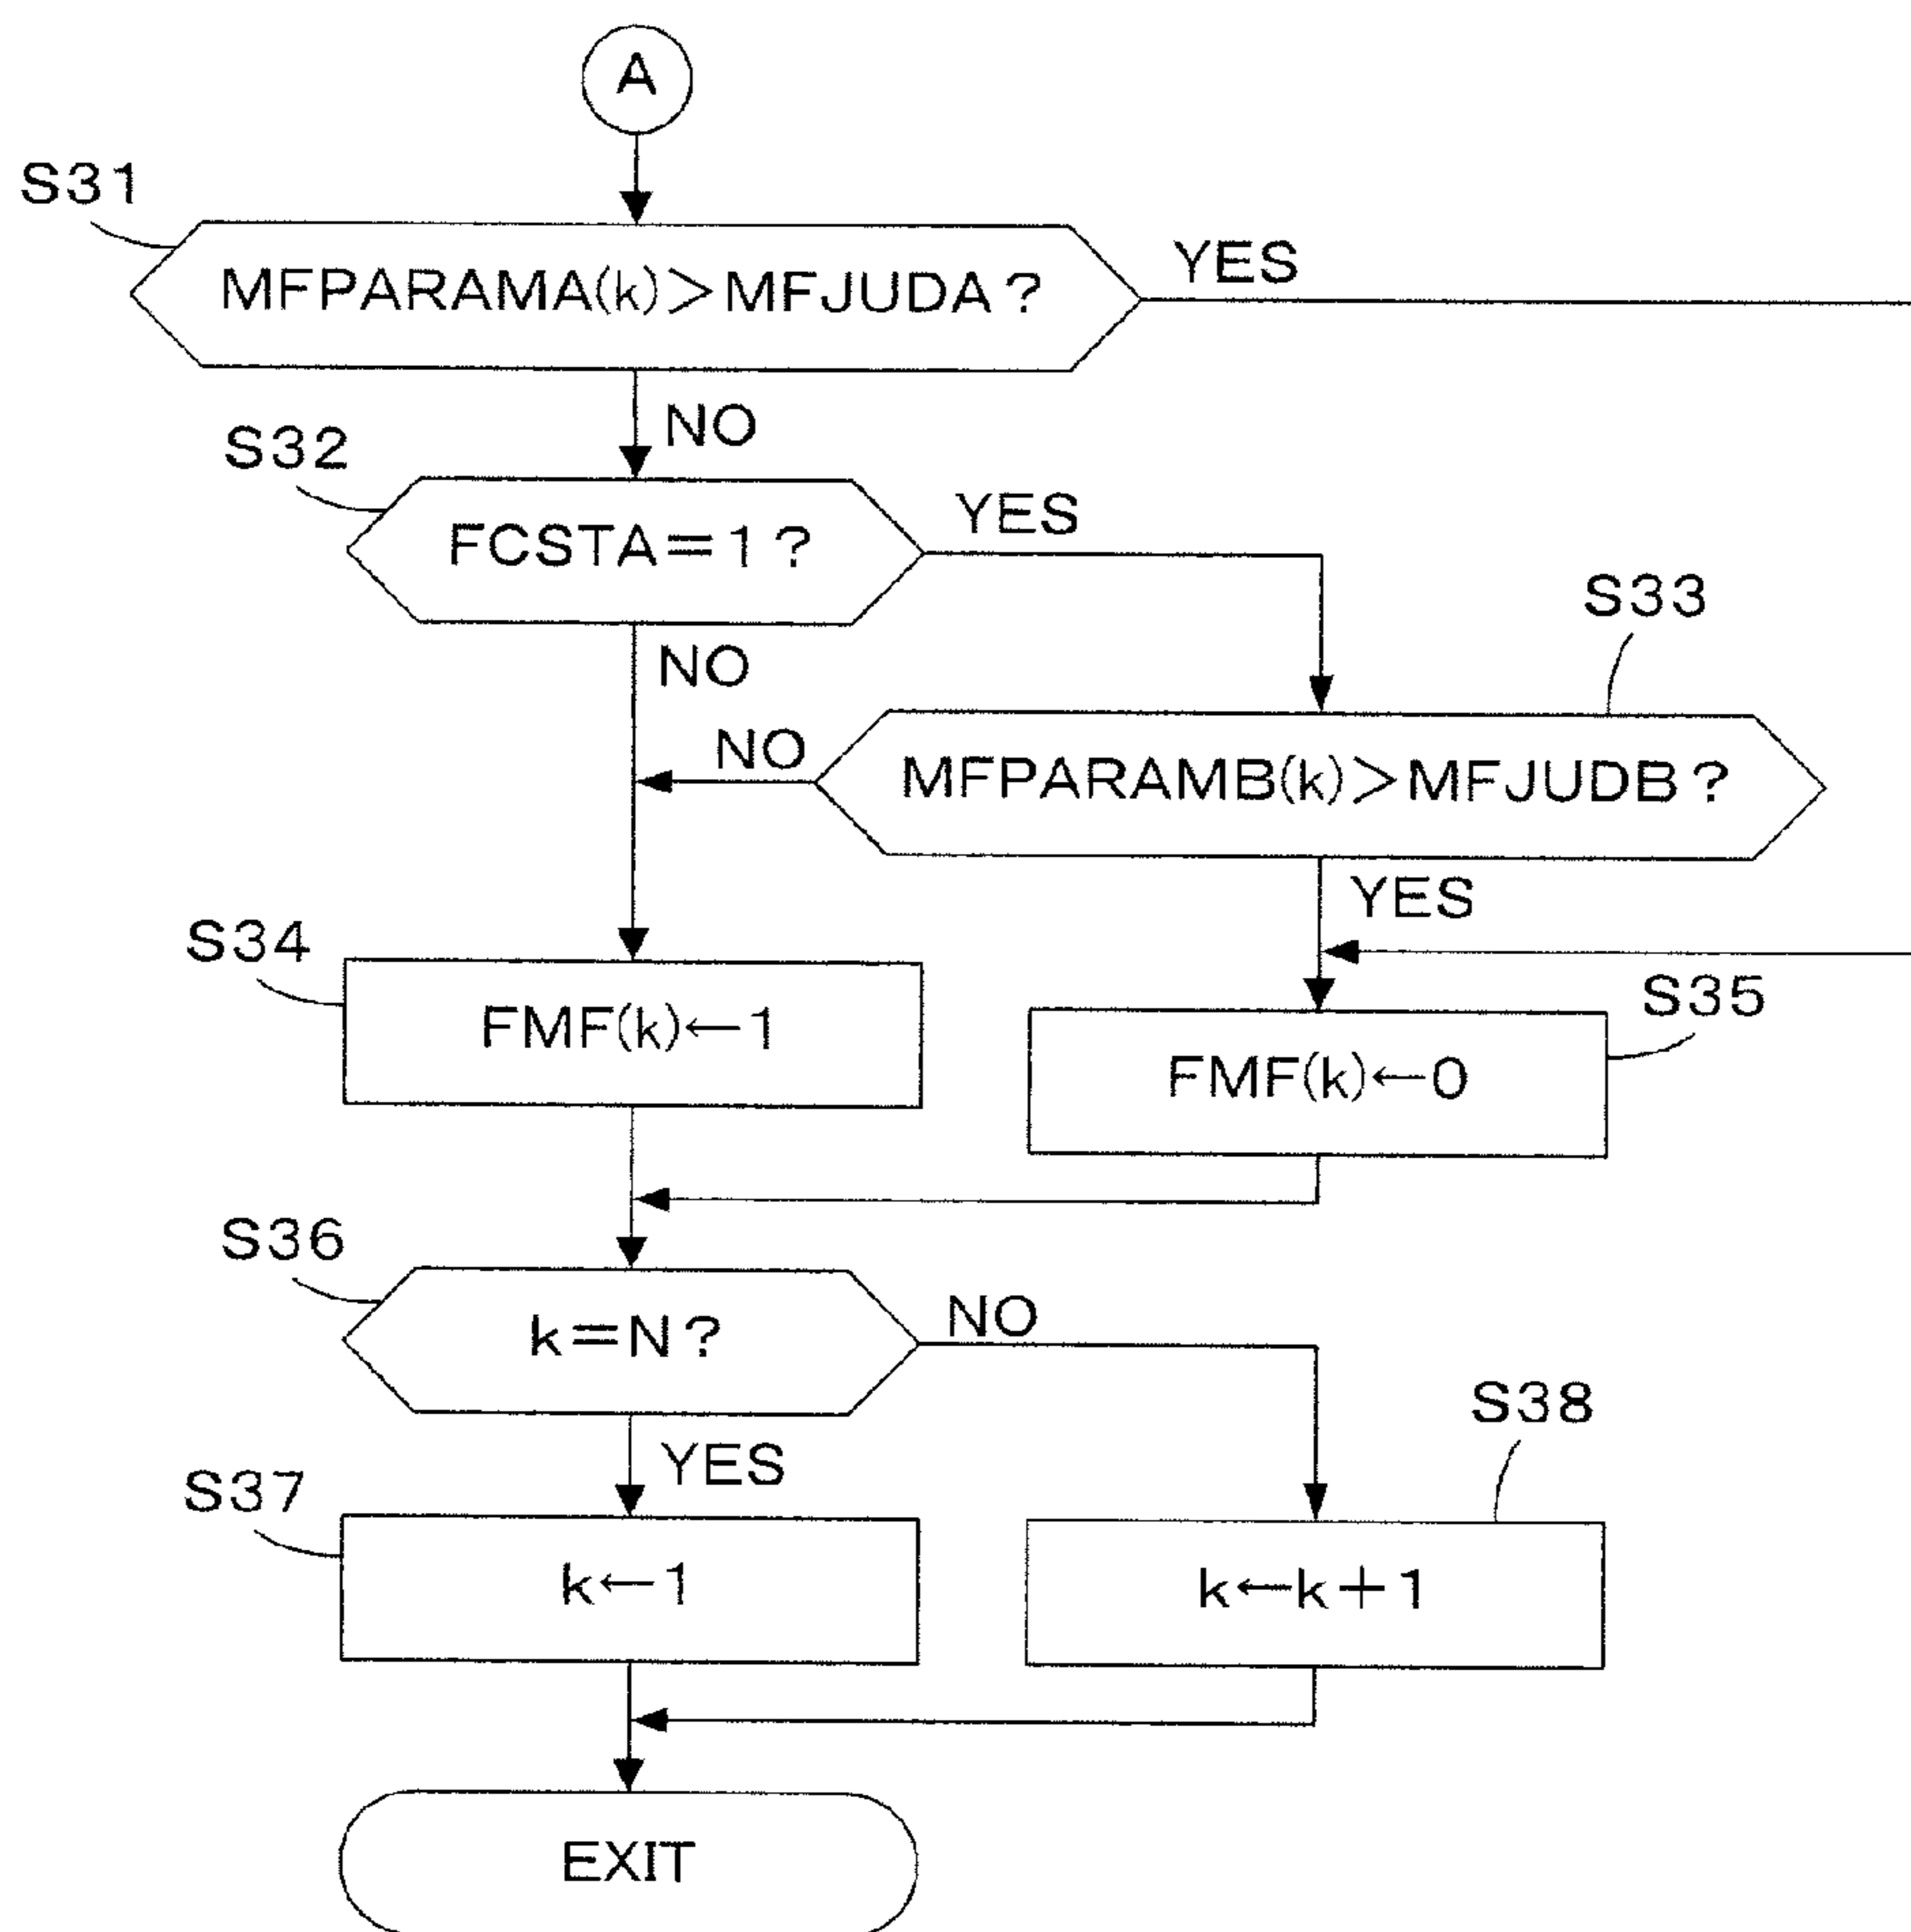 A
S31
MFPARAMA(k)>MFJUDA?
YES
NO
S32
FCSTA=1?
YES
NO
S33
MFPARAMB(k)>MFJUDB?
NO
YES
S34
FMF(k)←1
S35
FMF(k)←0
S36
k=N?
NO
YES
S37
k←1
S38
k←k+1
EXIT